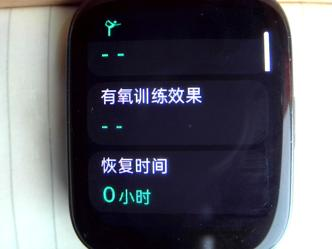 --
有氧训练效果
--
恢复时间
0小时